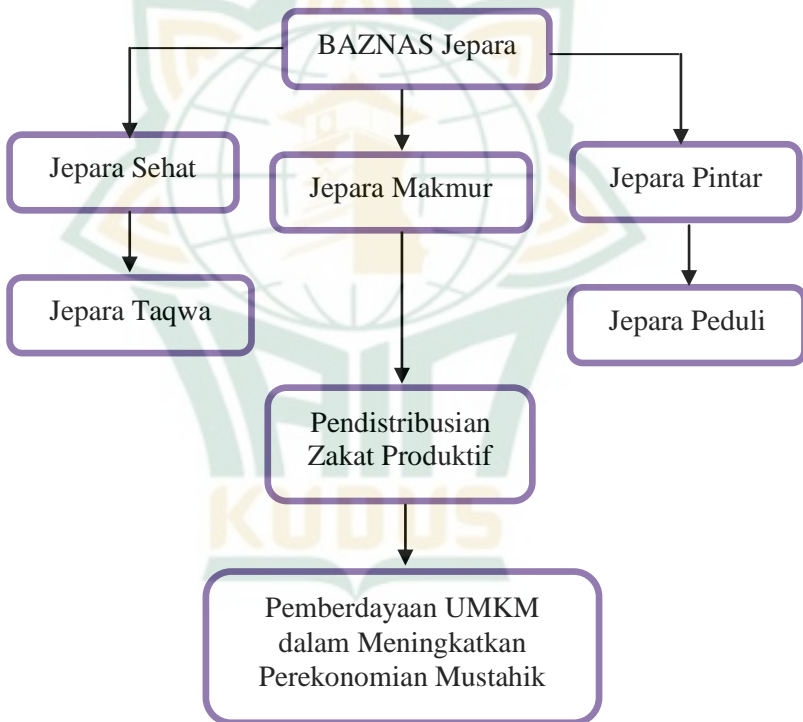 BAZNAS Jepara
Jepara Sehat
Jepara Makmur
Jepara Pintar
Jepara Taqwa
Jepara Peduli
Pendistribusian
Zakat Produktif
KUDUS
Pemberdayaan UMKM
dalam Meningkatkan
Perekonomian Mustahik